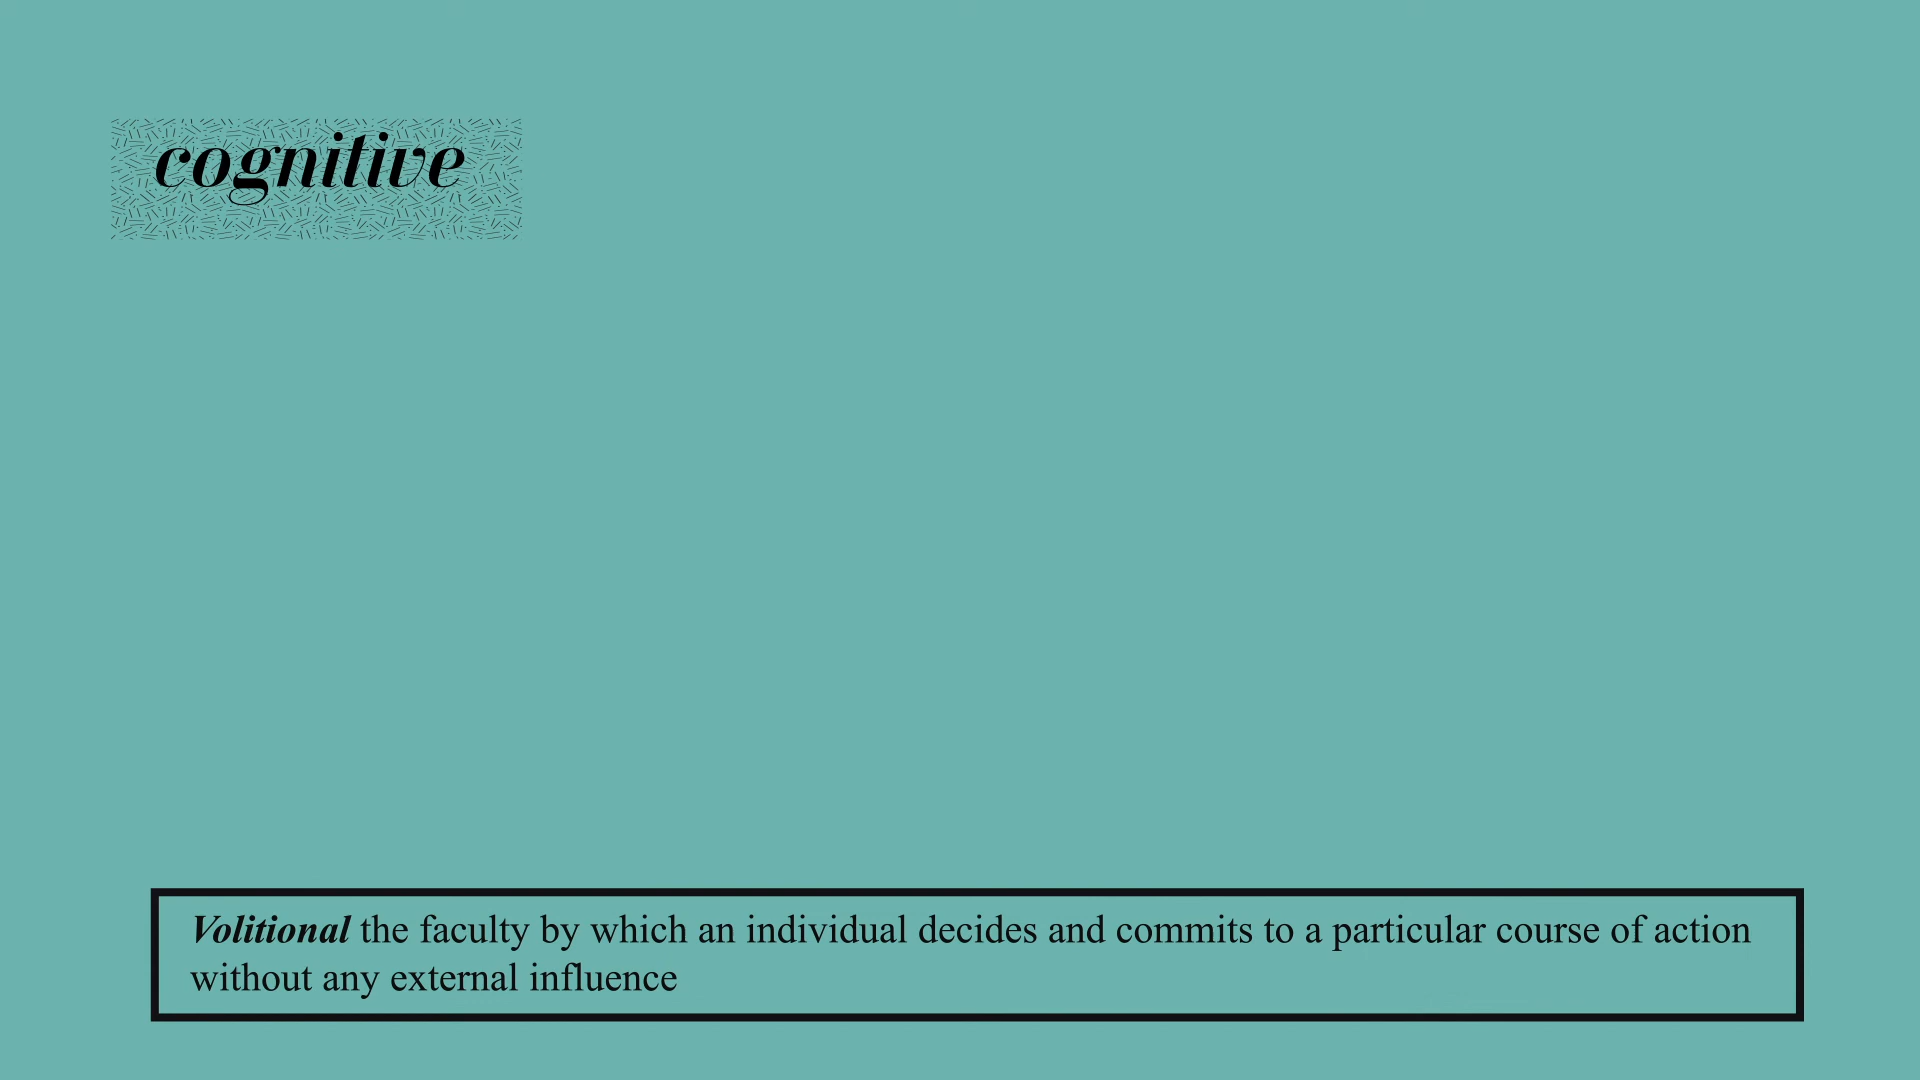 cognitive
Volitional the faculty by which an individual decides and commits to a particular course of action
without any external influence